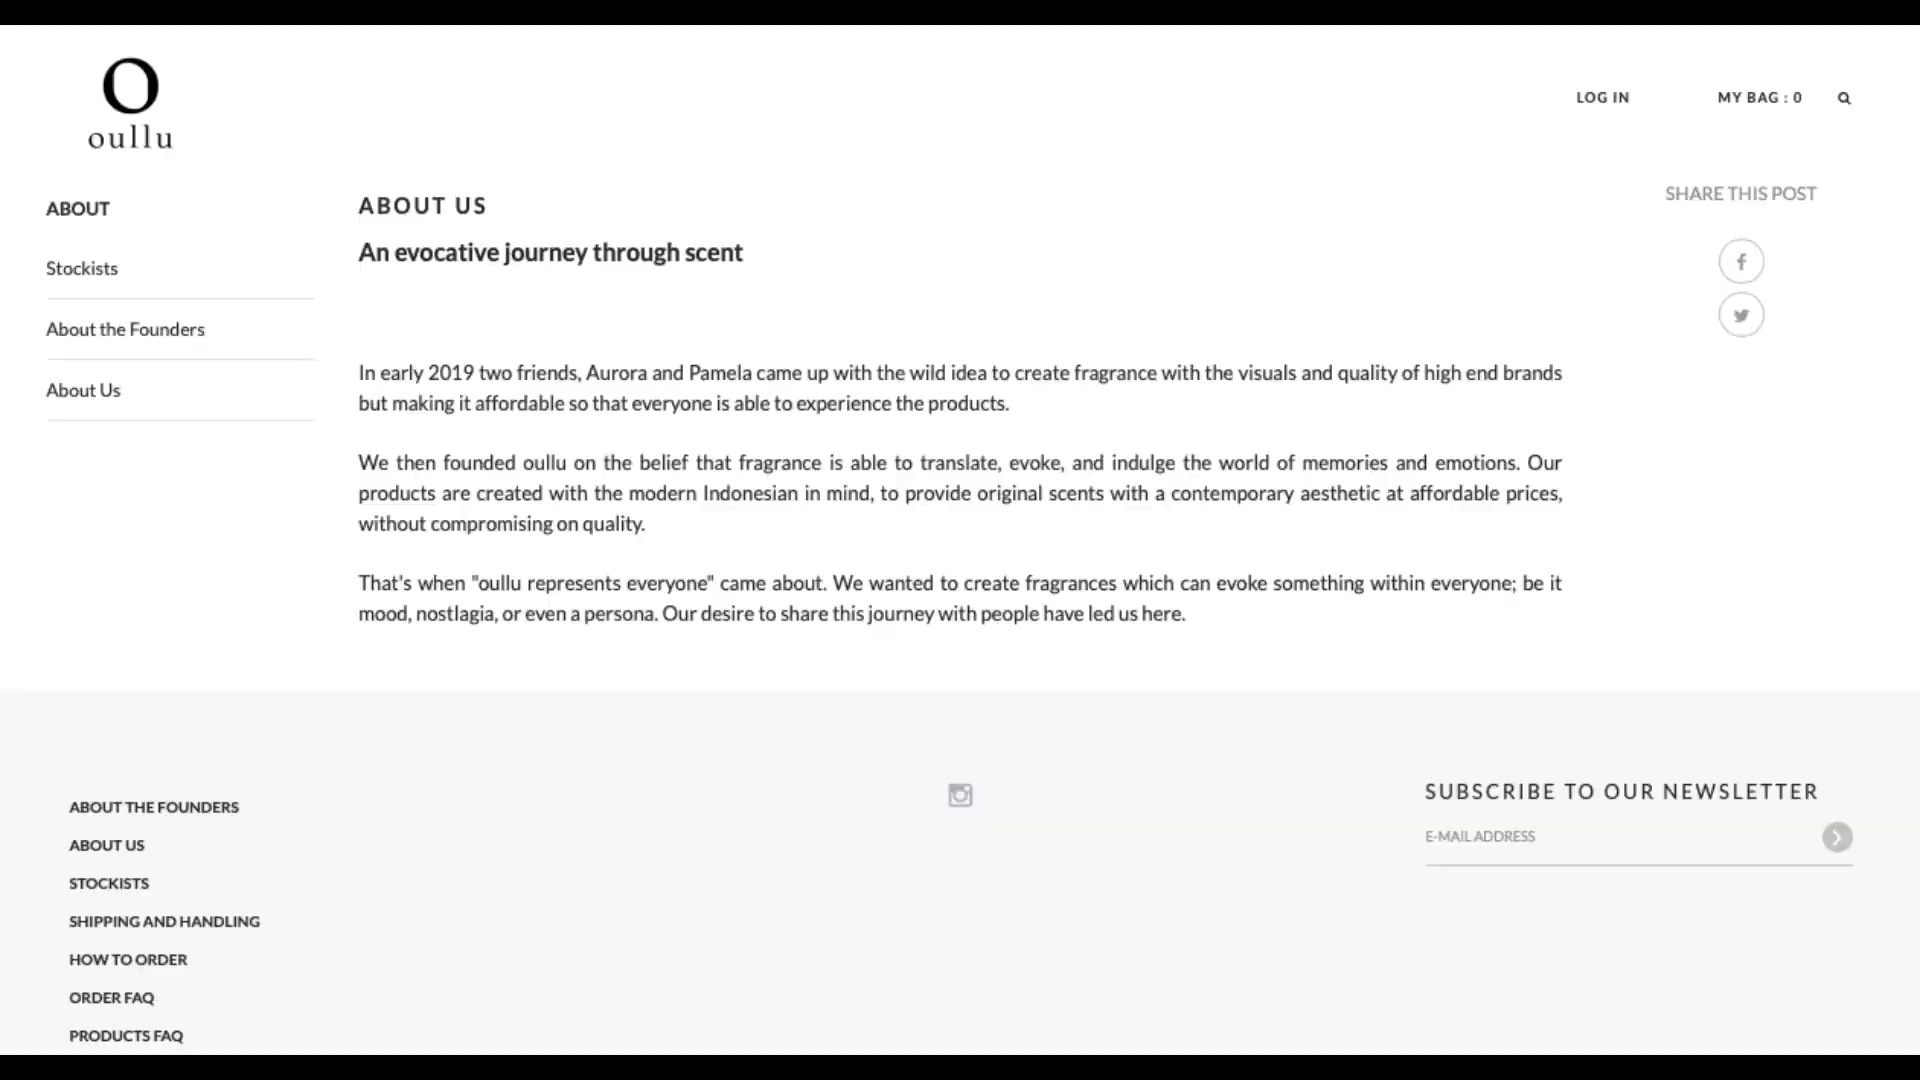 O
oullu
LOG IN
MY BAG : 0
ABOUT
Stockists
About the Founders
About Us
ABOUT US
An evocative journey through scent
In early 2019 two friends, Aurora and Pamela came up with the wild idea to create fragrance with the visuals and quality of high end brands
but making it affordable so that everyone is able to experience the products.
We then founded oullu on the belief that fragrance is able to translate, evoke, and indulge the world of memories and emotions. Our
products are created with the modern Indonesian in mind, to provide original scents with a contemporary aesthetic at affordable prices,
without compromising on quality.
That's when "oullu represents everyone" came about. We wanted to create fragrances which can evoke something within everyone; be it
mood, nostlagia, or even a persona. Our desire to share this journey with people have led us here.
SHARE THIS POST
ABOUT THE FOUNDERS
ABOUT US
STOCKISTS
SHIPPING AND HANDLING
HOW TO ORDER
ORDER FAQ
PRODUCTS FAQ
SUBSCRIBE TO OUR NEWSLETTER
E-MAIL ADDRESS